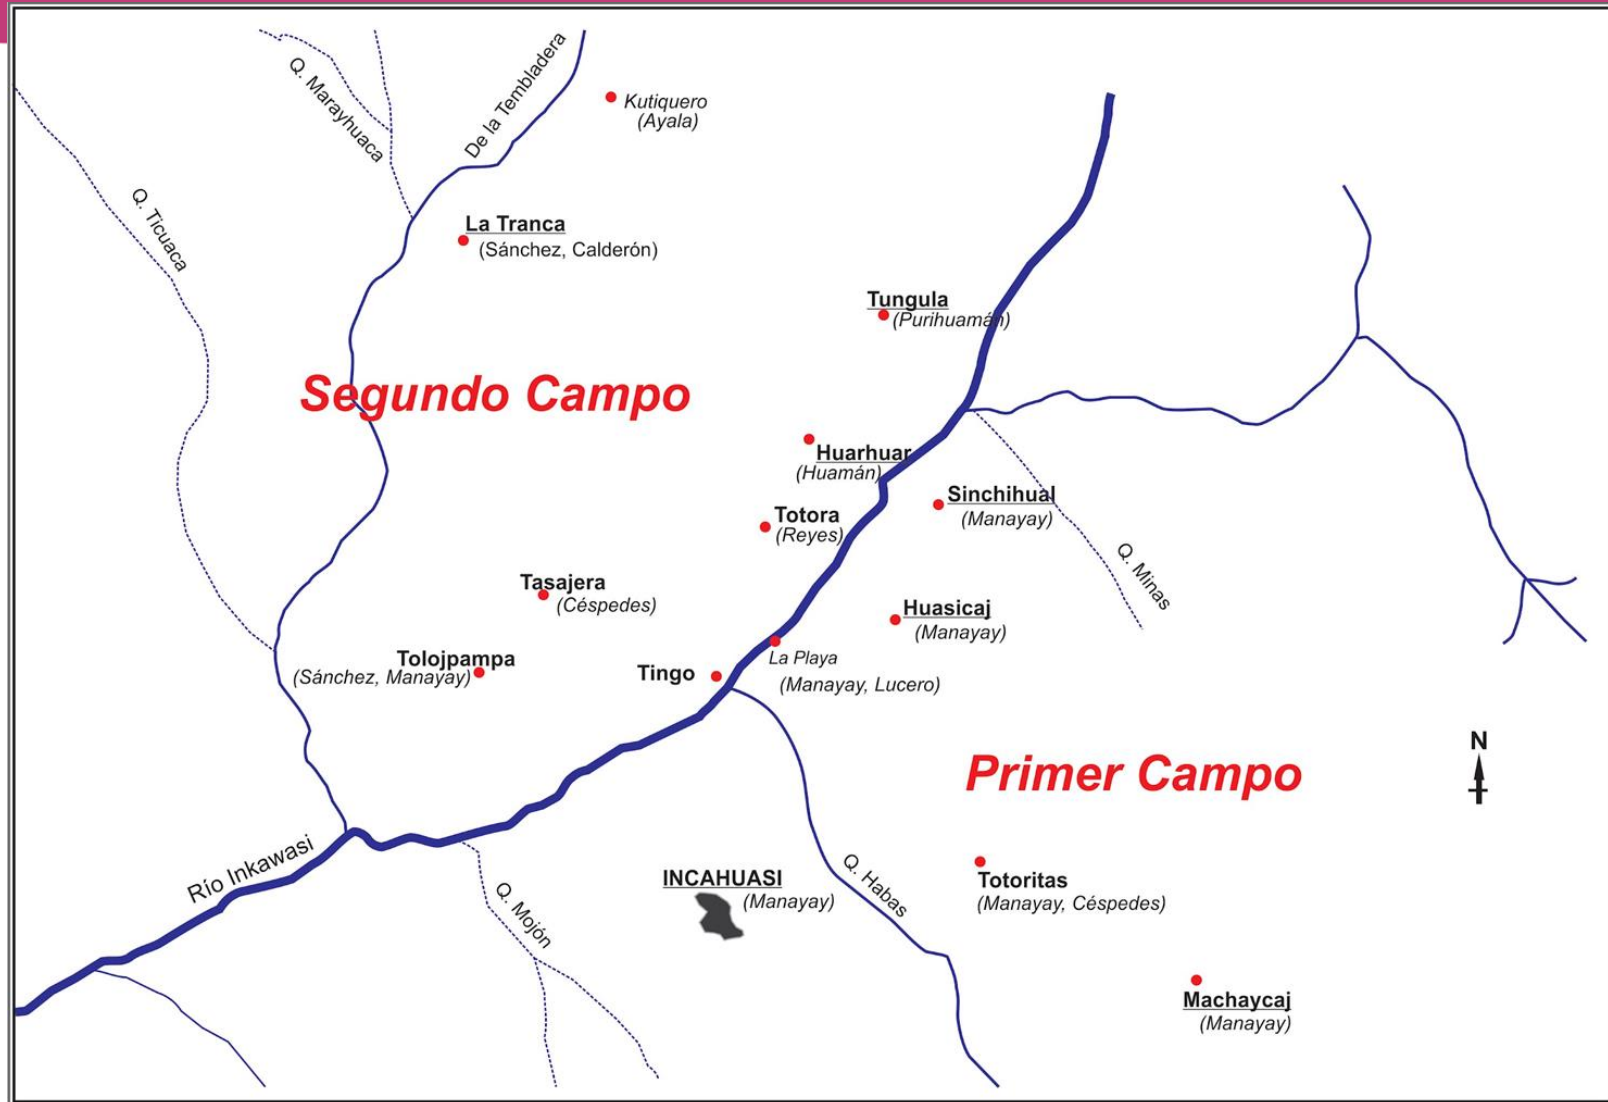 De la Tembladera
Q. Marayhuaca
Kutiquero
(Ayala)
Q. Ticuaca
La Tranca
(Sánchez, Calderón)
Tungula
(Purihuamán)
Segundo Campo
Huarhuar
(Huamán)
Sinchihual
(Manayay)
Totora
(Reyes)
Q. Minas
Tasajera
(Céspedes)
Huasicaj
(Manayay)
Tolojpampa
(Sánchez, Manayay)
Tingo
La Playa
(Manayay, Lucero)
N
Primer Campo
Río Inkawasi
INCAHUASI
(Manayay)
Q. Habas
Totoritas
(Manayay, Céspedes)
Q. Mojón
Machaycaj
(Manayay)